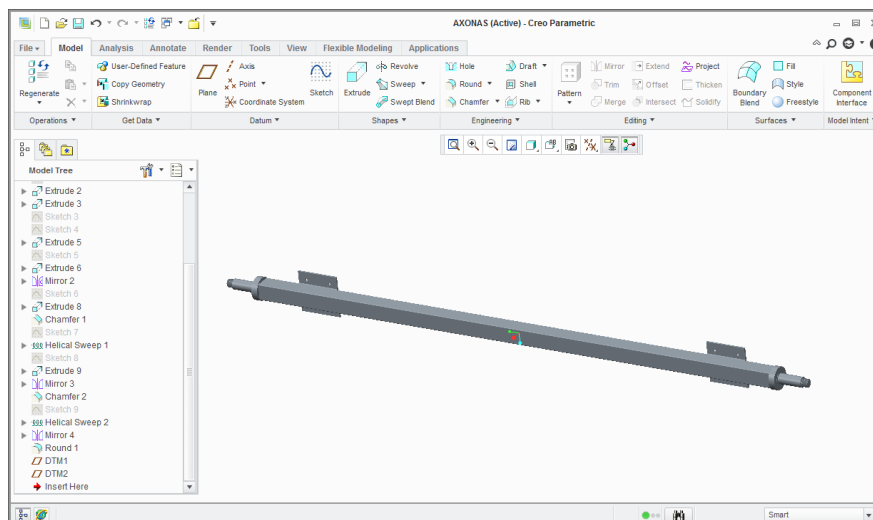 AXONAS (Active) - Creo Parametric
File Model Analysis Annotate Render Tools View Flexible Modeling Applications
User-Defined Feature Axis Revolve Hole Draft Mirror Extend Project Fill
Copy Geometry Point Sweep Round Shell Trim Offset Thicken Style
Regenerate Shrinkwrap Plane Coordinate System Sketch Extrude Swept Blend Chamfer Rib Pattern Merge Intersect Solidify Boundary Blend Freestyle Component Interface
Operations Get Data Datum Shapes Engineering Editing Surfaces Model Intent
Model Tree
Extrude 2
Extrude 3
Sketch 3
Sketch 4
Extrude 5
Sketch 5
Extrude 6
Mirror 2
Sketch 6
Extrude 8
Chamfer 1
Sketch 7
Helical Sweep 1
Sketch 8
Extrude 9
Mirror 3
Chamfer 2
Sketch 9
Helical Sweep 2
Mirror 4
Round 1
DTM1
DTM2
Insert Here
Smart